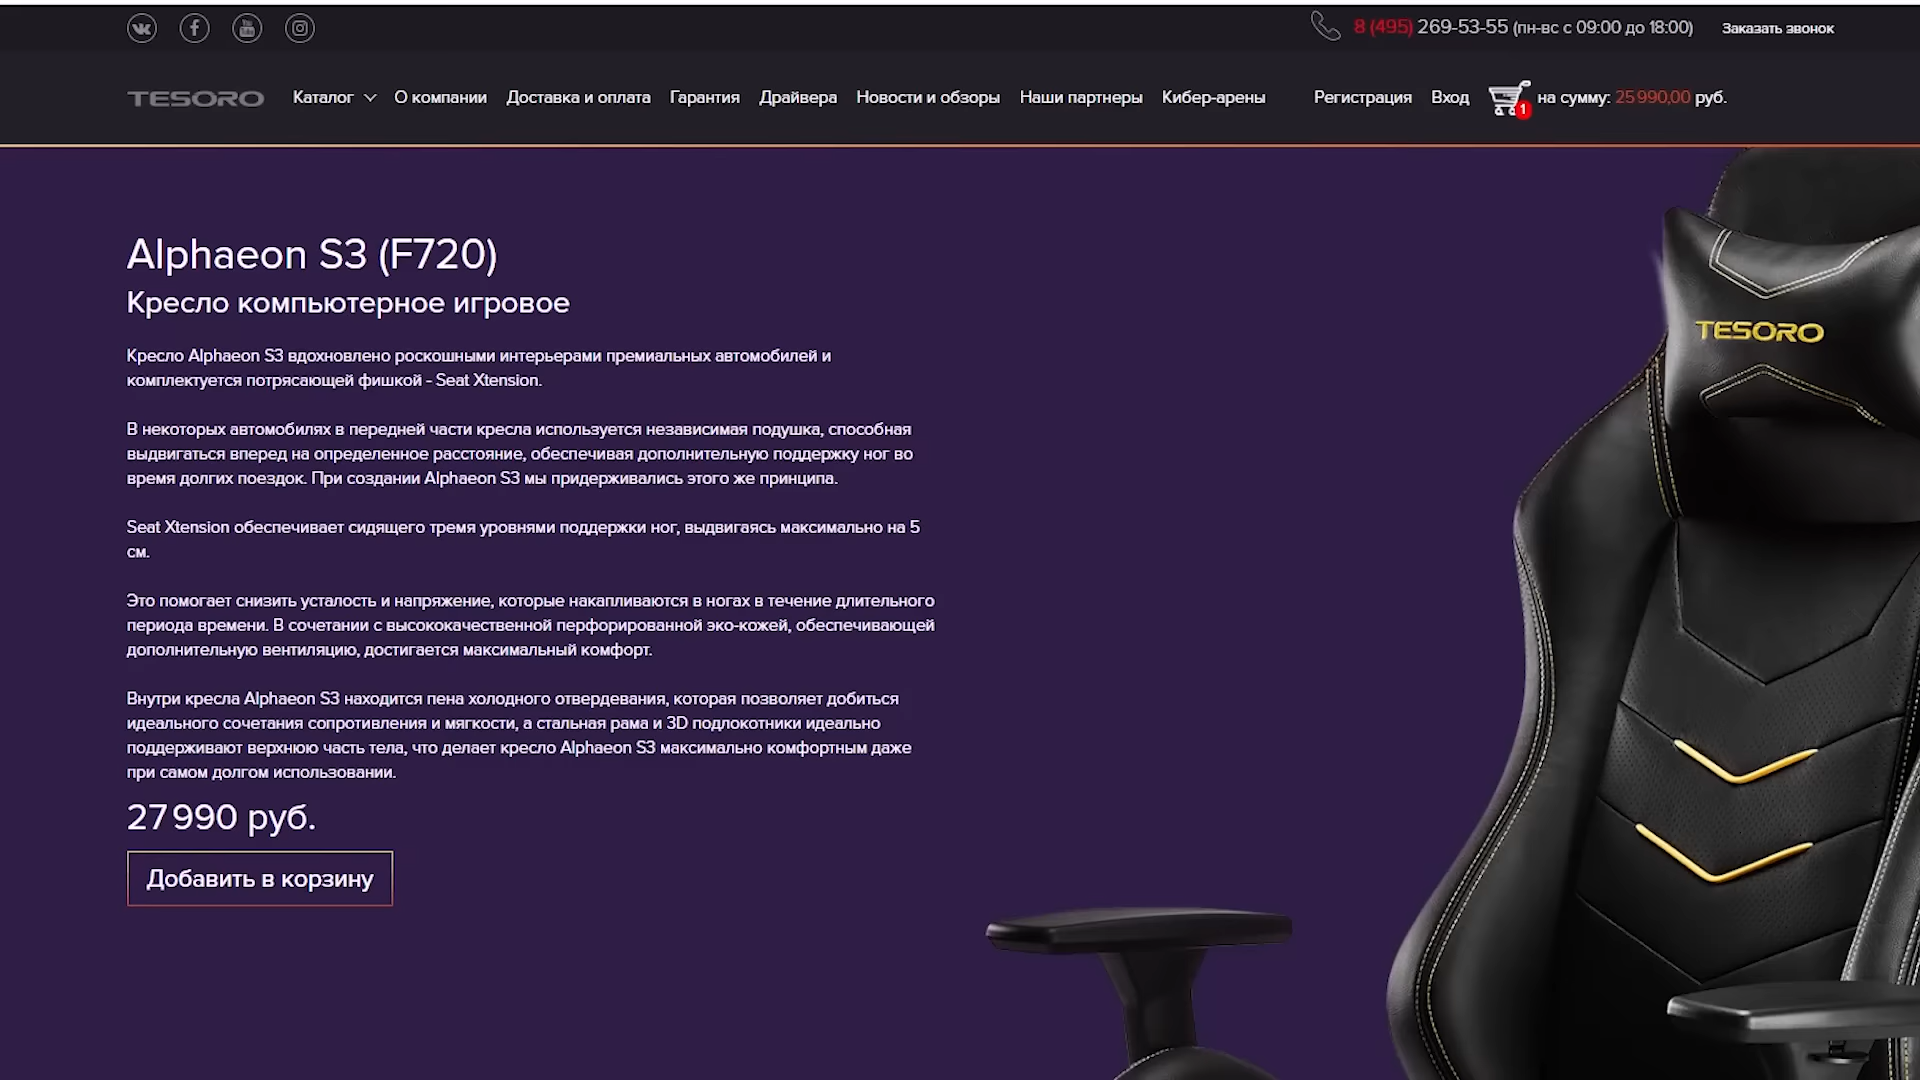 8 (495) 269-53-55 (пн-вс с 09:00 до 18:00) Заказать звонок
TESORO Каталог О компании Доставка и оплата Гарантия Драйвера Новости и обзоры Наши партнеры Кибер-арены Регистрация Вход 1 на сумму: 25 990,00 руб.
Alphaeon S3 (F720)
Кресло компьютерное игровое
Кресло Alphaeon S3 вдохновлено роскошными интерьерами премиальных автомобилей и
комплектуется потрясающей фишкой - Seat Xtension.
В некоторых автомобилях в передней части кресла используется независимая подушка, способная
выдвигаться вперед на определенное расстояние, обеспечивая дополнительную поддержку ног во
время долгих поездок. При создании Alphaeon S3 мы придерживались этого же принципа.
Seat Xtension обеспечивает сидящего тремя уровнями поддержки ног, выдвигаясь максимально на 5
см.
Это помогает снизить усталость и напряжение, которые накапливаются в ногах в течение длительного
периода времени. В сочетании с высококачественной перфорированной эко-кожей, обеспечивающей
дополнительную вентиляцию, достигается максимальный комфорт.
Внутри кресла Alphaeon S3 находится пена холодного отвердевания, которая позволяет добиться
идеального сочетания сопротивления и мягкости, а стальная рама и 3D подлокотники идеально
поддерживают верхнюю часть тела, что делает кресло Alphaeon S3 максимально комфортным даже
при самом долгом использовании.
27 990 руб.
Добавить в корзину
TESORO